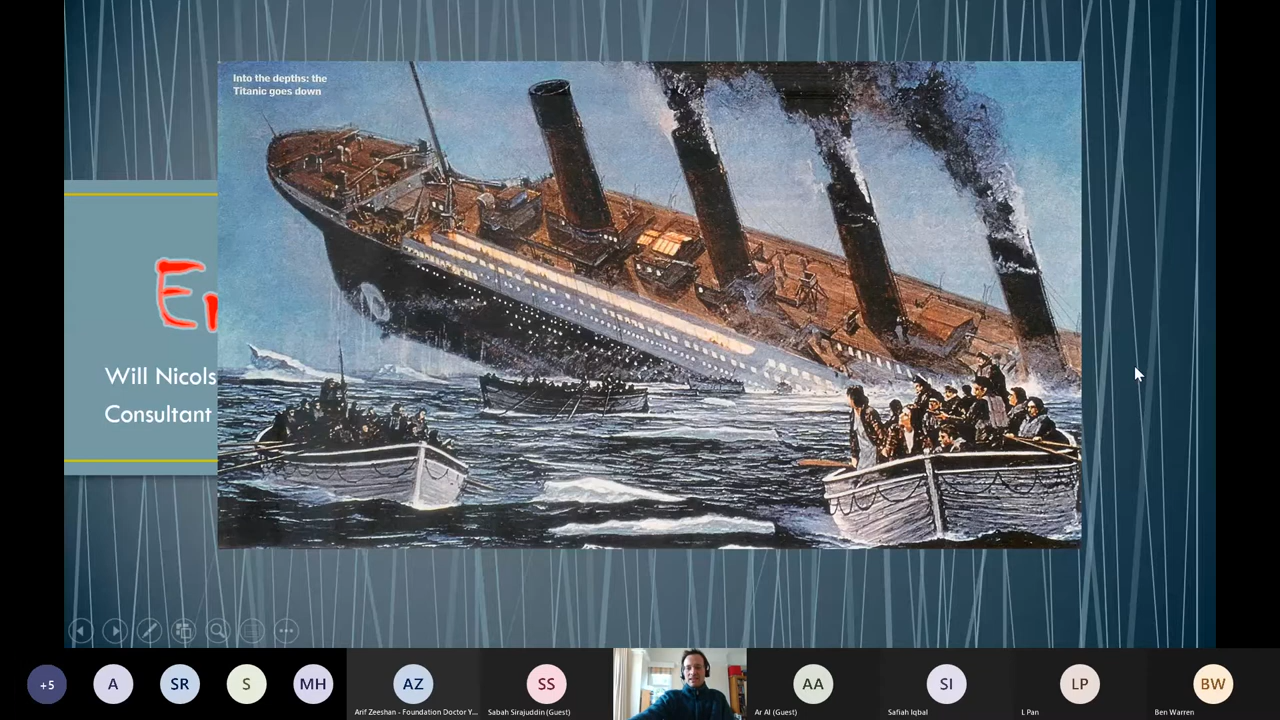 Into the depths: the
Titanic goes down
Er
Will Nicols
Consultant
+5
A
SR
S
MH
AZ
SS
AA
SI
LP
BW
Arif Zeeshan - Foundation Doctor Y...
Sabah Sirajuddin (Guest)
Ar Al (Guest)
Safiah Iqbal
L Pan
Ben Warren